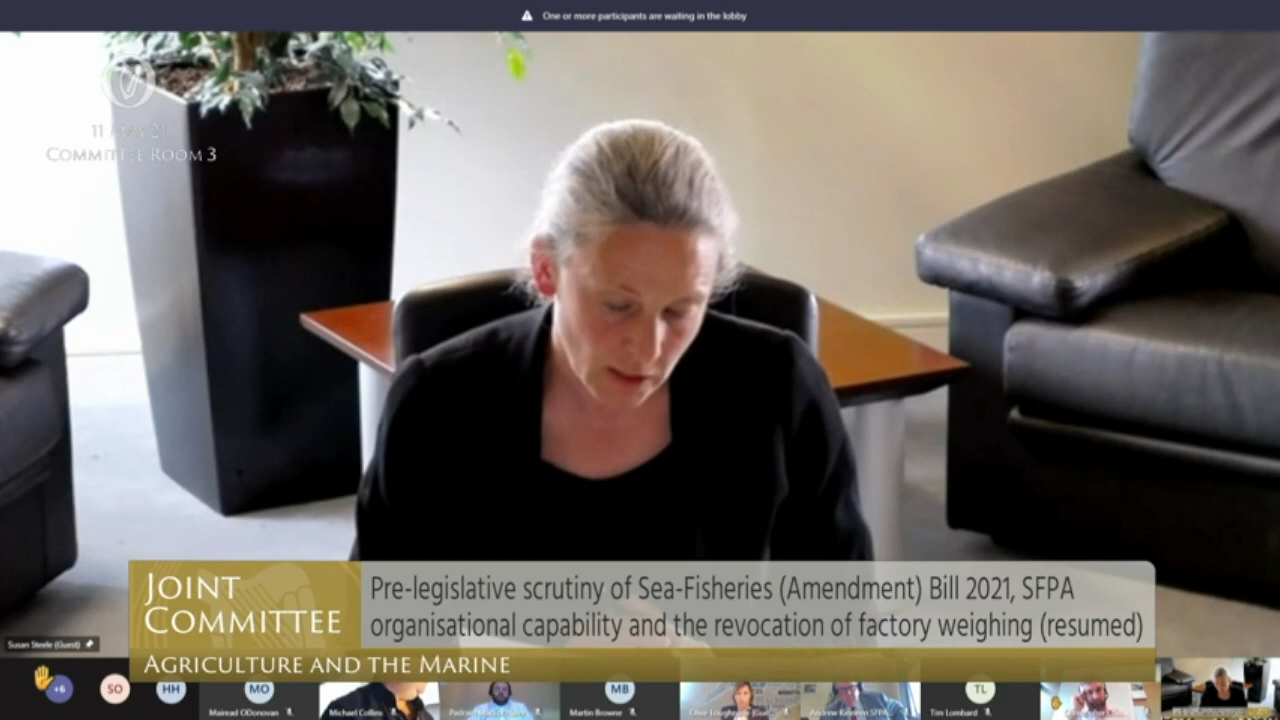 One or more participants are waiting in the lobby
11 MAY 21
COMMITTEE ROOM 3
JOINT
COMMITTEE
Pre-legislative scrutiny of Sea-Fisheries (Amendment) Bill 2021, SFPA
organisational capability and the revocation of factory weighing (resumed)
AGRICULTURE AND THE MARINE
Susan Steele (Guest)
+6
SO
HH
MO
MB
TL
Mairead ODonovan
Michael Collins
Martin Browne
Tim Lombard